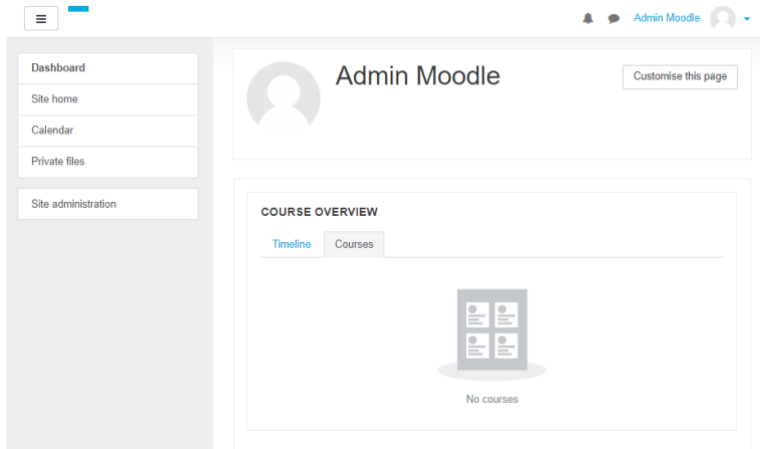 Admin Moodle
Dashboard
Site home
Calendar
Private files
Site administration
Admin Moodle
Customise this page
COURSE OVERVIEW
Timeline Courses
No courses